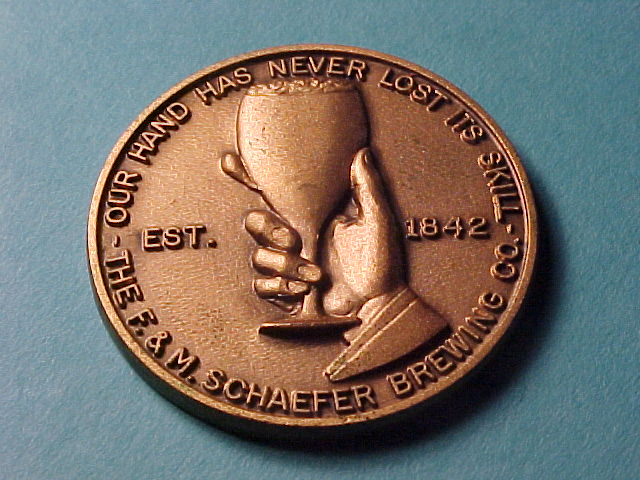 - OUR HAND HAS NEVER LOST ITS SKILL -
EST. 1842
THE F. & M. SCHAEFER BREWING CO.